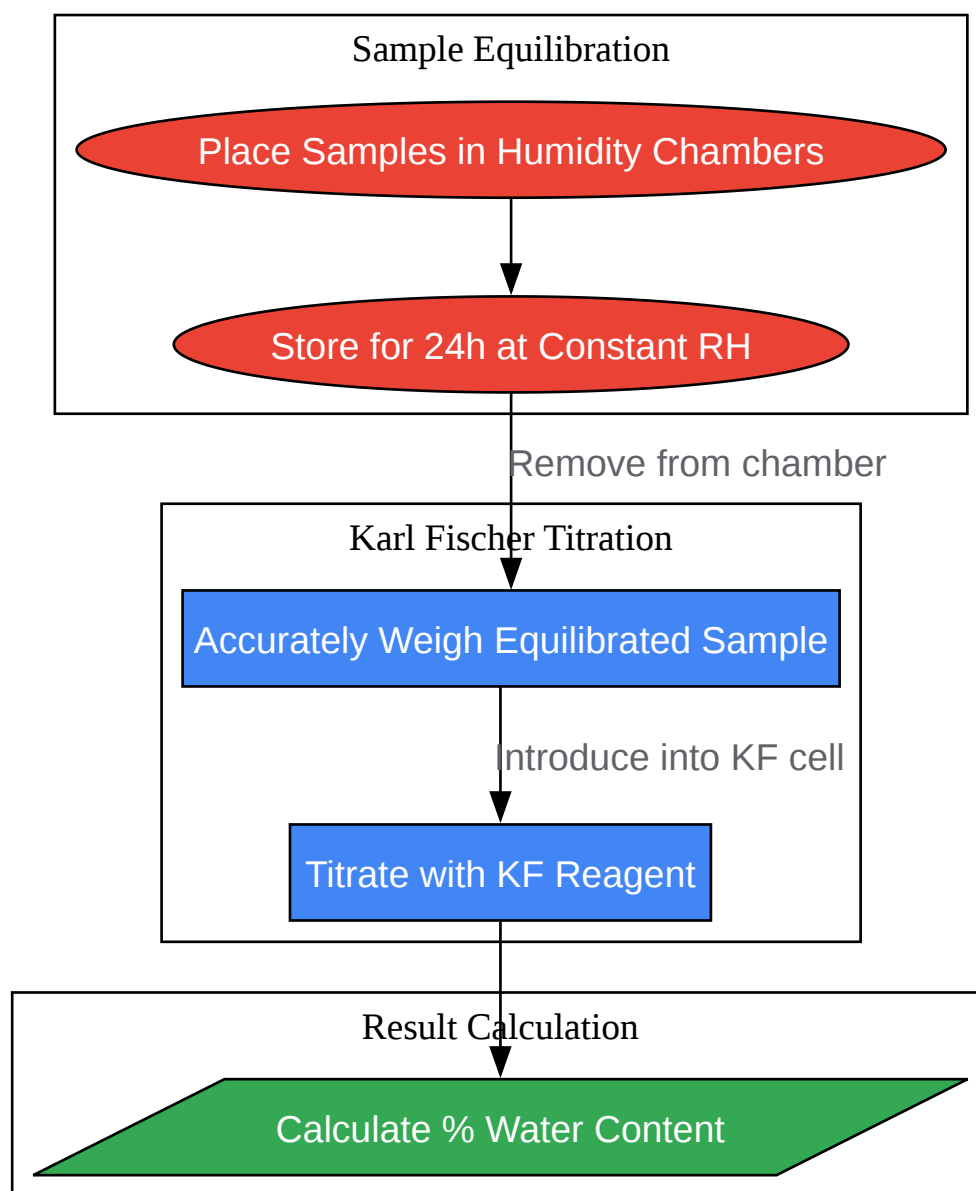 Sample Equilibration
Place Samples in Humidity Chambers
Store for 24h at Constant RH
Remove from chamber
Karl Fischer Titration
Accurately Weigh Equilibrated Sample
Introduce into KF cell
Titrate with KF Reagent
Result Calculation
Calculate % Water Content